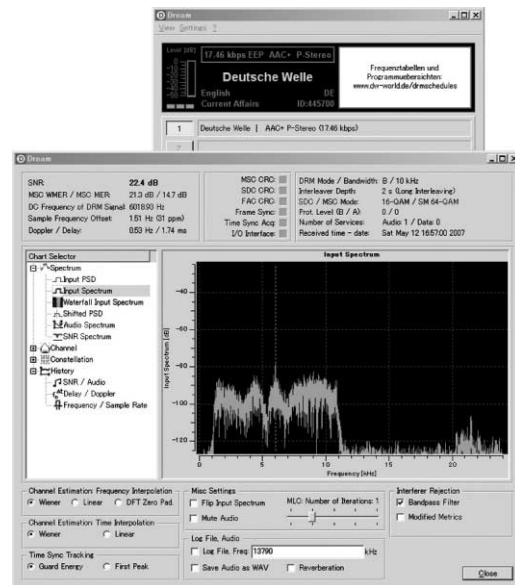 Dream
View Settings ?
Level [dB]
17.46 kbps EEP AAC+ P-Stereo
Deutsche Welle
English DE
Current Affairs ID:445700
Frequenztabellen und
Programmuebersichten:
www.dw-world.de/drmschedules
1 Deutsche Welle | AAC+ P-Stereo (17.46 kbps)
2
Dream
SNR: 22.4 dB
MSC WMER / MSC MER: 21.3 dB / 14.7 dB
DC Frequency of DRM Signal: 6018.93 Hz
Sample Frequency Offset: 1.51 Hz (31 ppm)
Doppler / Delay: 0.53 Hz / 1.74 ms
MSC CRC:
SDC CRC:
FAC CRC:
Frame Sync:
Time Sync Acq:
I/O Interface:
DRM Mode / Bandwidth: B / 10 kHz
Interleaver Depth: 2 s (Long Interleaving)
SDC / MSC Mode: 16-QAM / SM 64-QAM
Prot. Level (B / A): 0 / 0
Number of Services: Audio: 1 / Data: 0
Received time - date: Sat May 12 16:57:00 2007
Chart Selector
Spectrum
Input PSD
Input Spectrum
Waterfall Input Spectrum
Shifted PSD
Audio Spectrum
SNR Spectrum
Channel
Constellation
History
SNR / Audio
Delay / Doppler
Frequency / Sample Rate
Input Spectrum
Input Spectrum [dB]
-40
-60
-80
-100
-120
0 5 10 15 20
Frequency [kHz]
Channel Estimation: Frequency Interpolation
Wiener Linear DFT Zero Pad.
Channel Estimation: Time Interpolation
Wiener Linear
Time Sync Tracking
Guard Energy First Peak
Misc Settings
Flip Input Spectrum
Mute Audio
MLC: Number of Iterations: 1
Log File, Audio
Log File, Freq: 13790 kHz
Save Audio as WAV Reverberation
Interferer Rejection
Bandpass Filter
Modified Metrics
Close